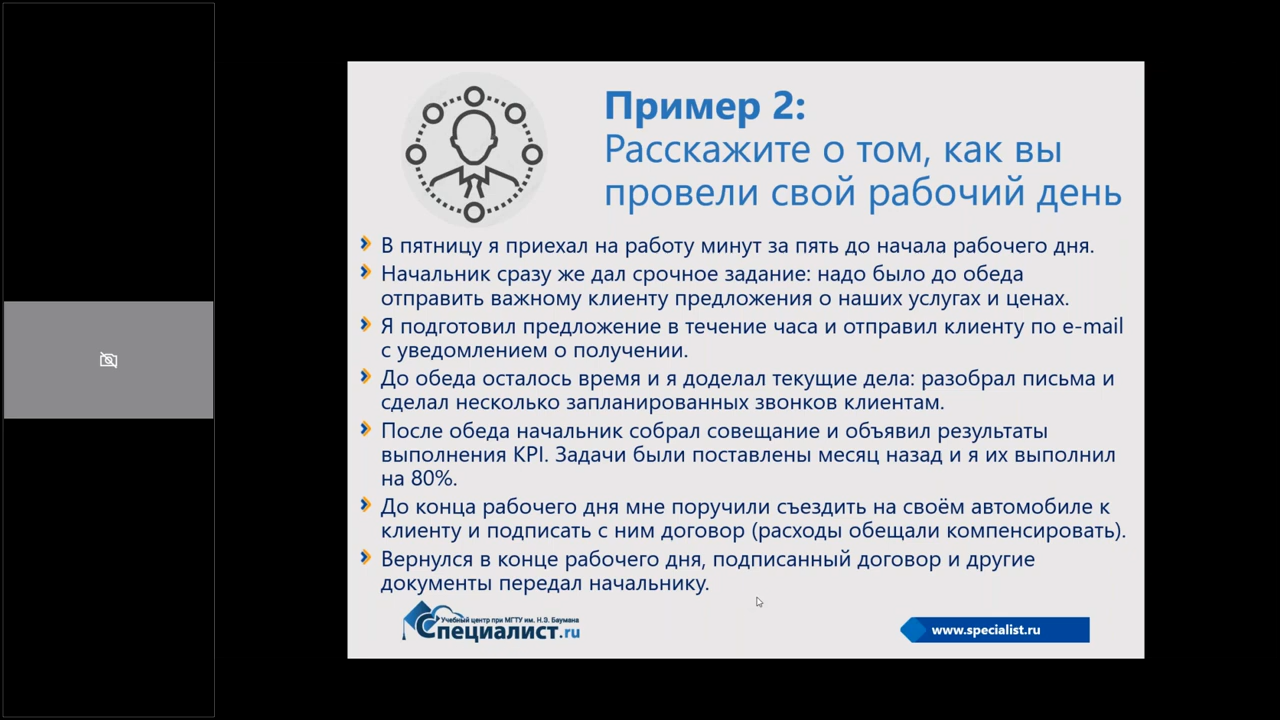 Пример 2:
Расскажите о том, как вы
провели свой рабочий день
В пятницу я приехал на работу минут за пять до начала рабочего дня.
Начальник сразу же дал срочное задание: надо было до обеда
отправить важному клиенту предложения о наших услугах и ценах.
Я подготовил предложение в течение часа и отправил клиенту по e-mail
с уведомлением о получении.
До обеда осталось время и я доделал текущие дела: разобрал письма и
сделал несколько запланированных звонков клиентам.
После обеда начальник собрал совещание и объявил результаты
выполнения KPI. Задачи были поставлены месяц назад и я их выполнил
на 80%.
До конца рабочего дня мне поручили съездить на своём автомобиле к
клиенту и подписать с ним договор (расходы обещали компенсировать).
Вернулся в конце рабочего дня, подписанный договор и другие
документы передал начальнику.
Учебный центр при МГТУ им. Н.Э. Баумана
Специалист.ru
www.specialist.ru